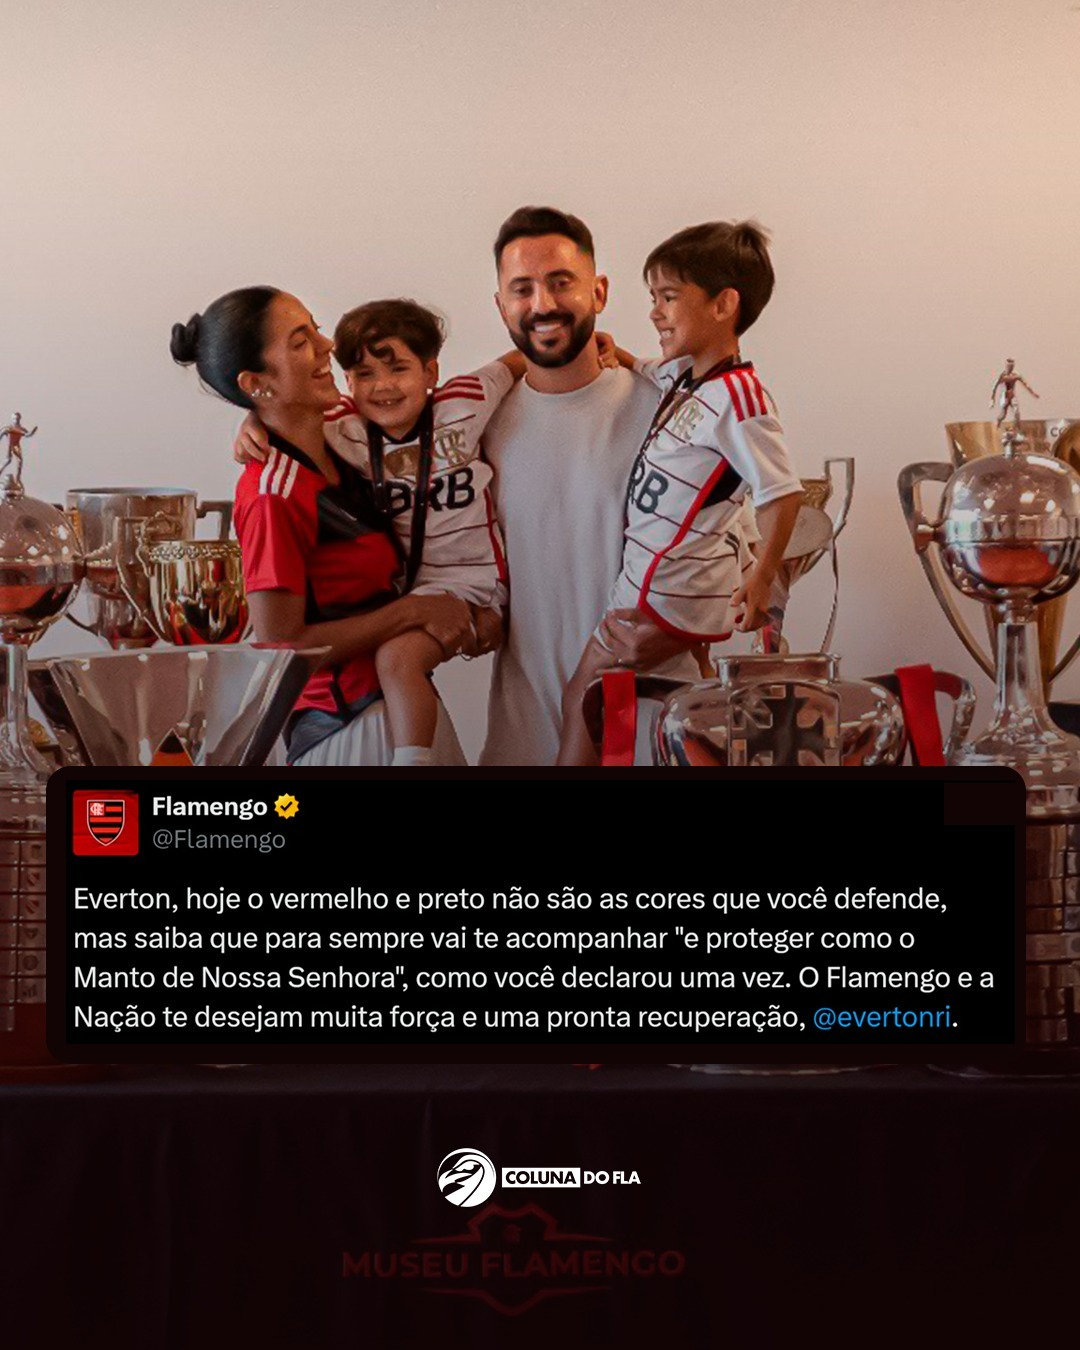 BRB
RB
Flamengo
@Flamengo
Everton, hoje o vermelho e preto não são as cores que você defende,
mas saiba que para sempre vai te acompanhar "e proteger como o
Manto de Nossa Senhora", como você declarou uma vez. O Flamengo e a
Nação te desejam muita força e uma pronta recuperação, @evertonri.
COLUNA DO FLA
MUSEU FLAMENGO